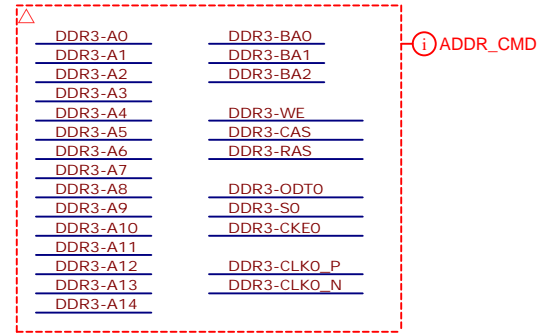 DDR3-A0 DDR3-BA0
DDR3-A1 DDR3-BA1
DDR3-A2 DDR3-BA2
DDR3-A3
DDR3-A4 DDR3-WE
DDR3-A5 DDR3-CAS
DDR3-A6 DDR3-RAS
DDR3-A7
DDR3-A8 DDR3-ODT0
DDR3-A9 DDR3-S0
DDR3-A10 DDR3-CKE0
DDR3-A11
DDR3-A12 DDR3-CLK0_P
DDR3-A13 DDR3-CLK0_N
DDR3-A14
i ADDR_CMD